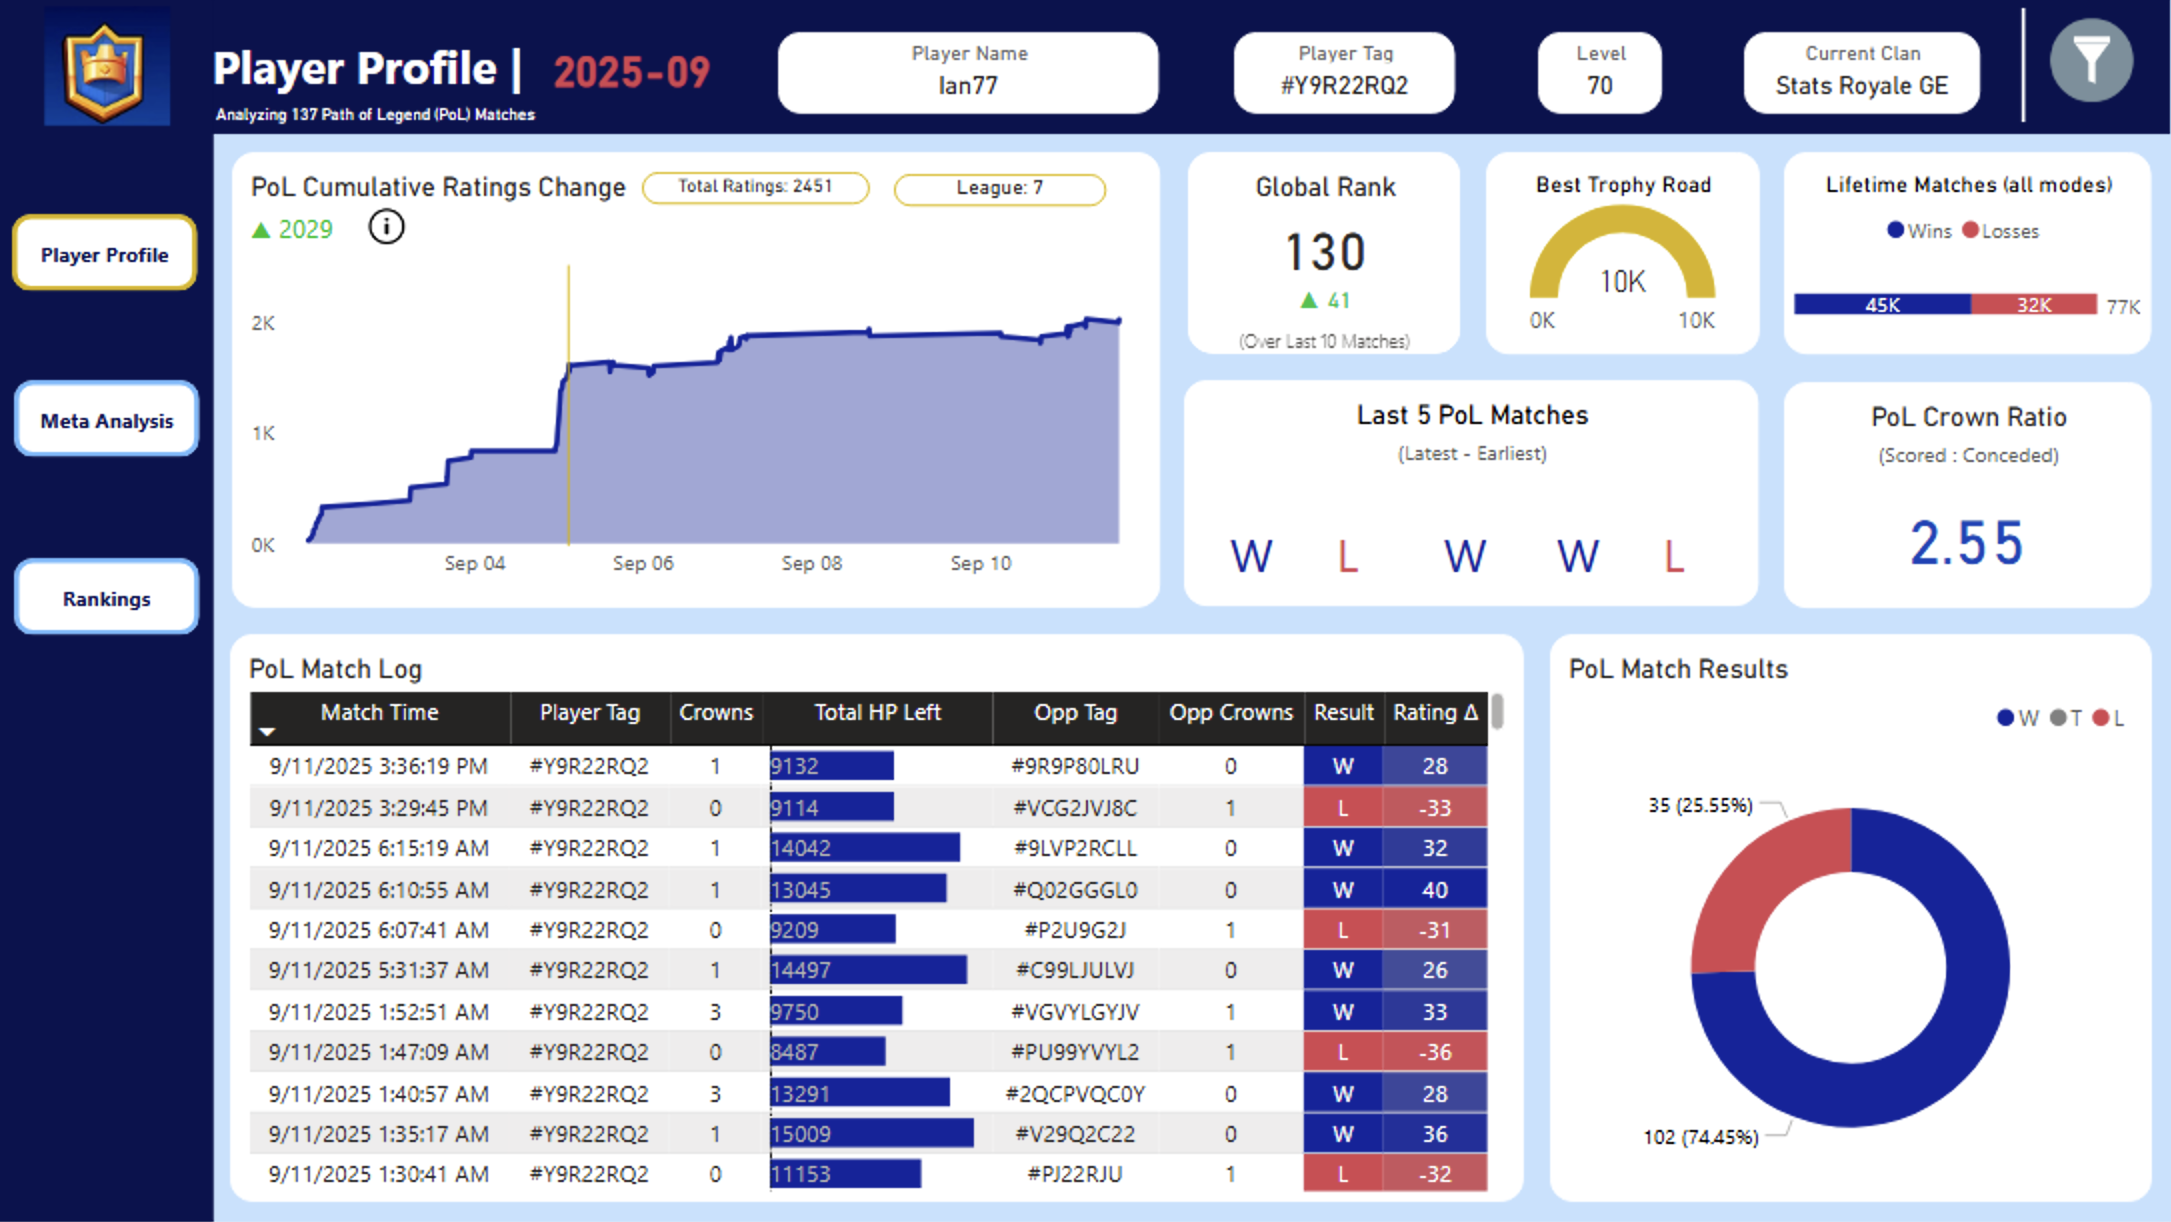 Player Profile | 2025-09
Analyzing 137 Path of Legend (PoL) Matches
Player Name
Ian77
Player Tag
#Y9R22RQ2
Level
70
Current Clan
Stats Royale GE
Player Profile
Meta Analysis
Rankings
PoL Cumulative Ratings Change
Total Ratings: 2451
League: 7
▲ 2029
i
2K
1K
0K
Sep 04 Sep 06 Sep 08 Sep 10
Global Rank
130
▲ 41
(Over Last 10 Matches)
Best Trophy Road
10K
0K 10K
Lifetime Matches (all modes)
Wins Losses
45K 32K 77K
Last 5 PoL Matches
(Latest - Earliest)
W L W W L
PoL Crown Ratio
(Scored : Conceded)
2.55
PoL Match Log
Match Time Player Tag Crowns Total HP Left Opp Tag Opp Crowns Result Rating Δ
9/11/2025 3:36:19 PM #Y9R22RQ2 1 9132 #9R9P80LRU 0 W 28
9/11/2025 3:29:45 PM #Y9R22RQ2 0 9114 #VCG2JVJ8C 1 L -33
9/11/2025 6:15:19 AM #Y9R22RQ2 1 14042 #9LVP2RCLL 0 W 32
9/11/2025 6:10:55 AM #Y9R22RQ2 1 13045 #Q02GGGL0 0 W 40
9/11/2025 6:07:41 AM #Y9R22RQ2 0 9209 #P2U9G2J 1 L -31
9/11/2025 5:31:37 AM #Y9R22RQ2 1 14497 #C99LJULVJ 0 W 26
9/11/2025 1:52:51 AM #Y9R22RQ2 3 9750 #VGVYLGYJV 1 W 33
9/11/2025 1:47:09 AM #Y9R22RQ2 0 8487 #PU99YVYL2 1 L -36
9/11/2025 1:40:57 AM #Y9R22RQ2 3 13291 #2QCPVQC0Y 0 W 28
9/11/2025 1:35:17 AM #Y9R22RQ2 1 15009 #V29Q2C22 0 W 36
9/11/2025 1:30:41 AM #Y9R22RQ2 0 11153 #PJ22RJU 1 L -32
PoL Match Results
W T L
35 (25.55%)
102 (74.45%)